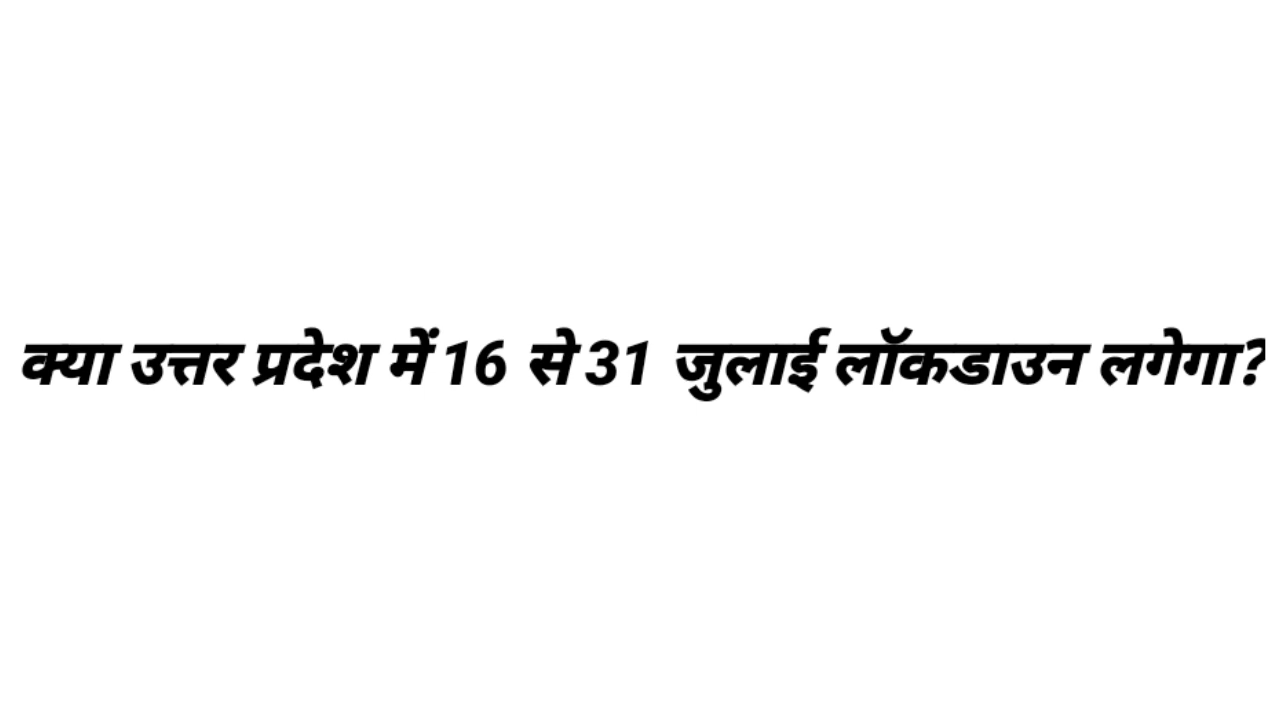 क्या उत्तर प्रदेश में 16 से 31 जुलाई लॉकडाउन लगेगा?